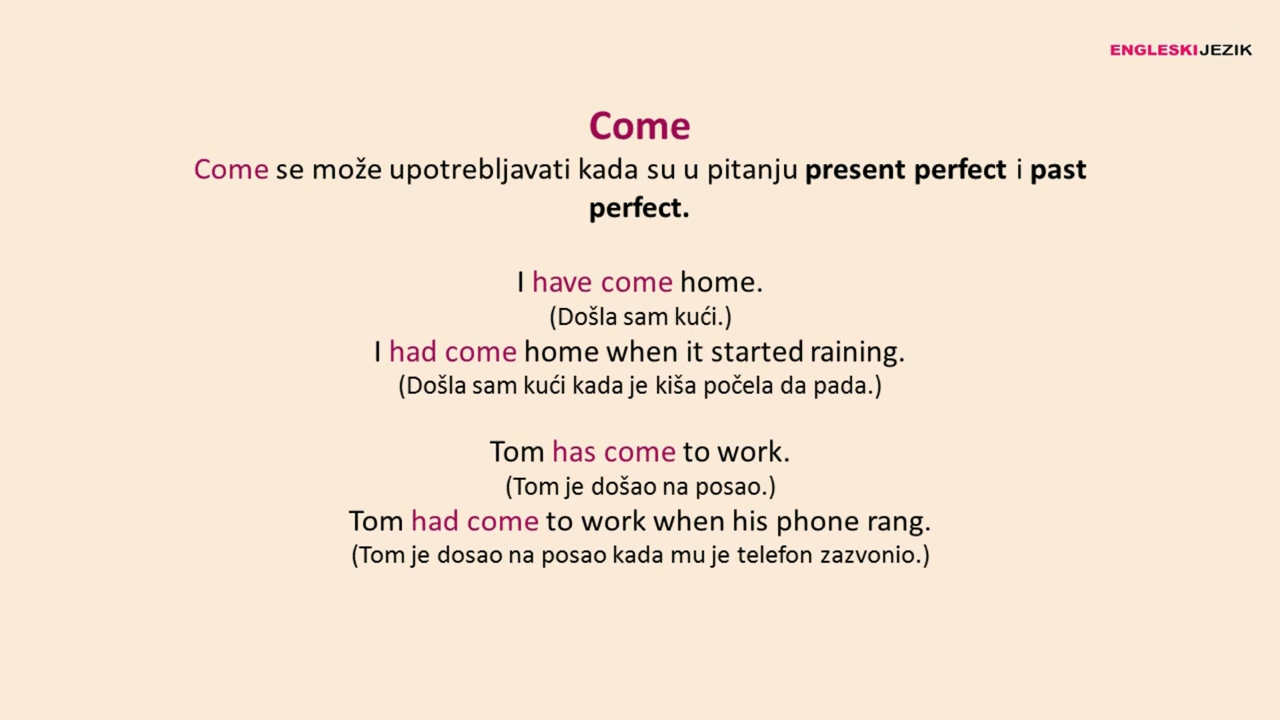 ENGLESKIJEZIK
Come
Come se može upotrebljavati kada su u pitanju present perfect i past
perfect.
I have come home.
(Došla sam kući.)
I had come home when it started raining.
(Došla sam kući kada je kiša počela da pada.)
Tom has come to work.
(Tom je došao na posao.)
Tom had come to work when his phone rang.
(Tom je dosao na posao kada mu je telefon zazvonio.)